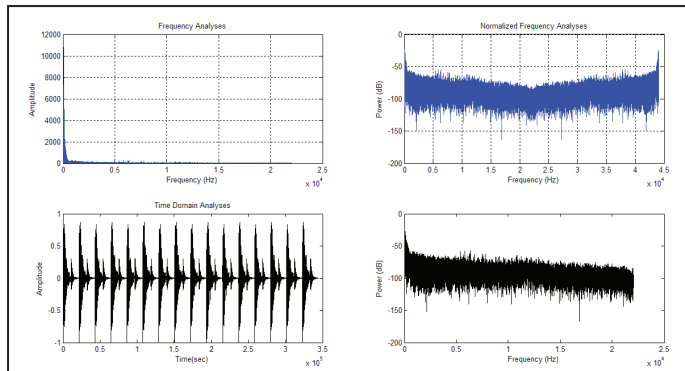 Frequency Analyses
Amplitude
12000
10000
8000
6000
4000
2000
0
0 0.5 1 1.5 2 2.5
Frequency (Hz)
x 10^4
Normalized Frequency Analyses
Power (dB)
0
-50
-100
-150
-200
0 0.5 1 1.5 2 2.5 3 3.5 4 4.5
Frequency (Hz)
x 10^4
Time Domain Analyses
Amplitude
1
0.5
0
-0.5
-1
0 0.5 1 1.5 2 2.5 3 3.5
Time(sec)
x 10^5
Power (dB)
0
-50
-100
-150
-200
0 0.5 1 1.5 2 2.5
Frequency (Hz)
x 10^4